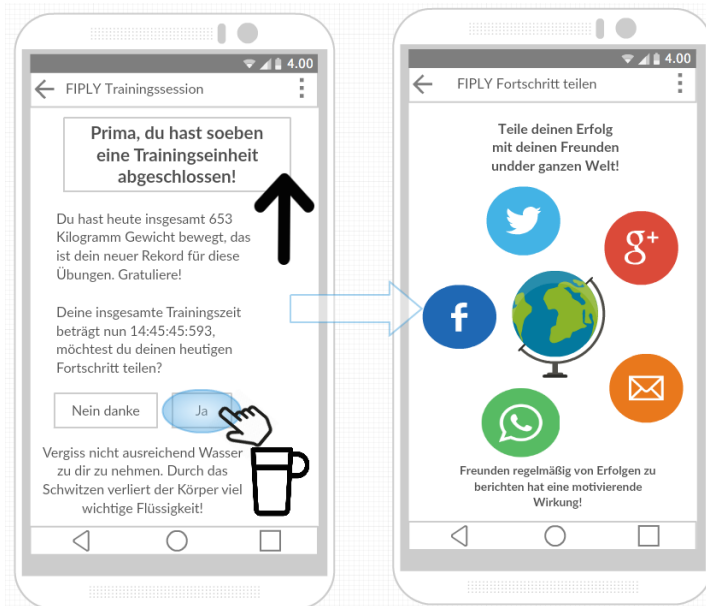 4.00
FIPLY Trainingssession
Prima, du hast soeben
eine Trainingseinheit
abgeschlossen!
Du hast heute insgesamt 653
Kilogramm Gewicht bewegt, das
ist dein neuer Rekord für diese
Übungen. Gratuliere!
Deine insgesamte Trainingszeit
beträgt nun 14:45:45:593,
möchtest du deinen heutigen
Fortschritt teilen?
Nein danke
Ja
Vergiss nicht ausreichend Wasser
zu dir zu nehmen. Durch das
Schwitzen verliert der Körper viel
wichtige Flüssigkeit!
4.00
FIPLY Fortschritt teilen
Teile deinen Erfolg
mit deinen Freunden
undder ganzen Welt!
g+
f
Freunden regelmäßig von Erfolgen zu
berichten hat eine motivierende
Wirkung!